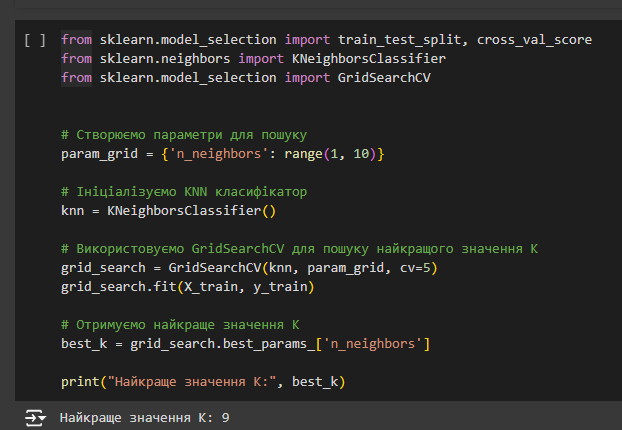 [ ] from sklearn.model_selection import train_test_split, cross_val_score
from sklearn.neighbors import KNeighborsClassifier
from sklearn.model_selection import GridSearchCV
# Створюємо параметри для пошуку
param_grid = {'n_neighbors': range(1, 10)}
# Ініціалізуємо KNN класифікатор
knn = KNeighborsClassifier()
# Використовуємо GridSearchCV для пошуку найкращого значення K
grid_search = GridSearchCV(knn, param_grid, cv=5)
grid_search.fit(X_train, y_train)
# Отримуємо найкраще значення K
best_k = grid_search.best_params_['n_neighbors']
print("Найкраще значення K:", best_k)
Найкраще значення K: 9